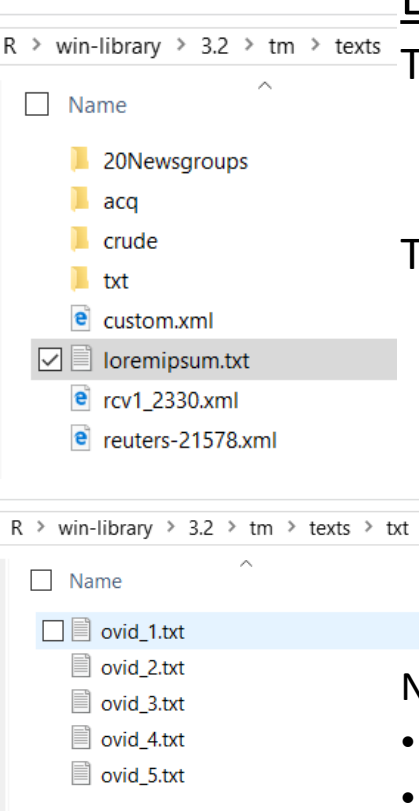 R > win-library > 3.2 > tm > texts
T
Name
20Newsgroups
acq
crude
txt
T
custom.xml
loremipsum.txt
rcv1_2330.xml
reuters-21578.xml
R > win-library > 3.2 > tm > texts > txt
Name
ovid_1.txt
ovid_2.txt
ovid_3.txt
N
ovid_4.txt
•
ovid_5.txt
•